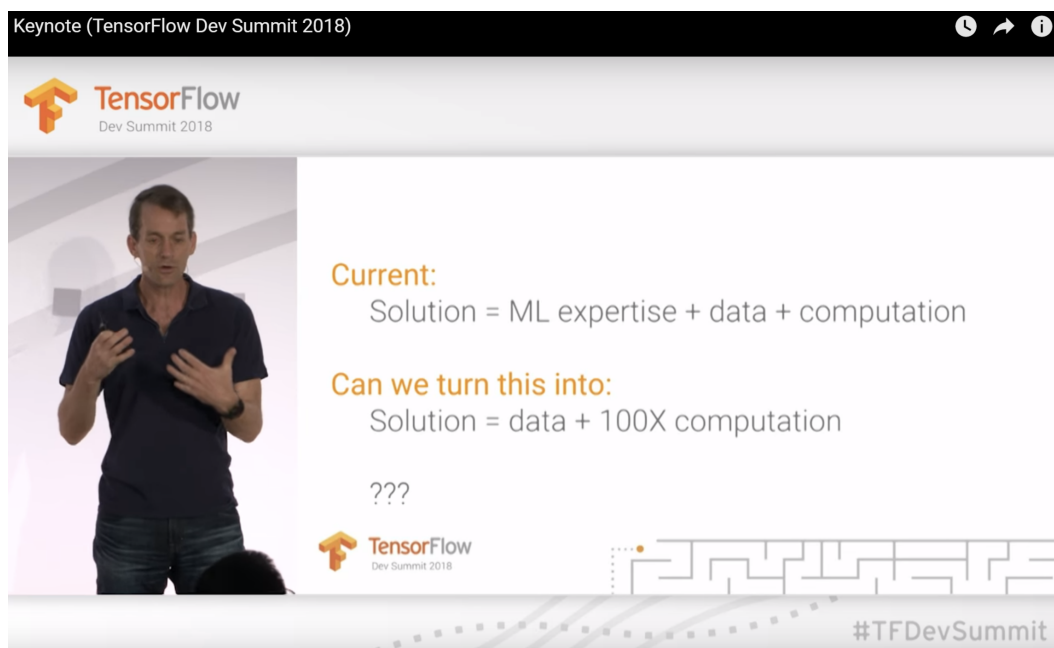 Keynote (TensorFlow Dev Summit 2018)
TensorFlow
Dev Summit 2018
Current:
Solution = ML expertise + data + computation
Can we turn this into:
Solution = data + 100X computation
???
TensorFlow
Dev Summit 2018
#TFDevSummit